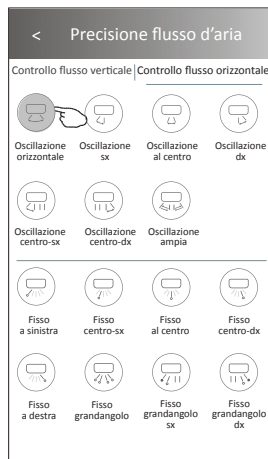 < Precisione flusso d'aria
Controllo flusso verticale Controllo flusso orizzontale
Oscillazione orizzontale
Oscillazione sx
Oscillazione al centro
Oscillazione dx
Oscillazione centro-sx
Oscillazione centro-dx
Oscillazione ampia
Fisso a sinistra
Fisso centro-sx
Fisso al centro
Fisso centro-dx
Fisso a destra
Fisso grandangolo
Fisso grandangolo sx
Fisso grandangolo dx